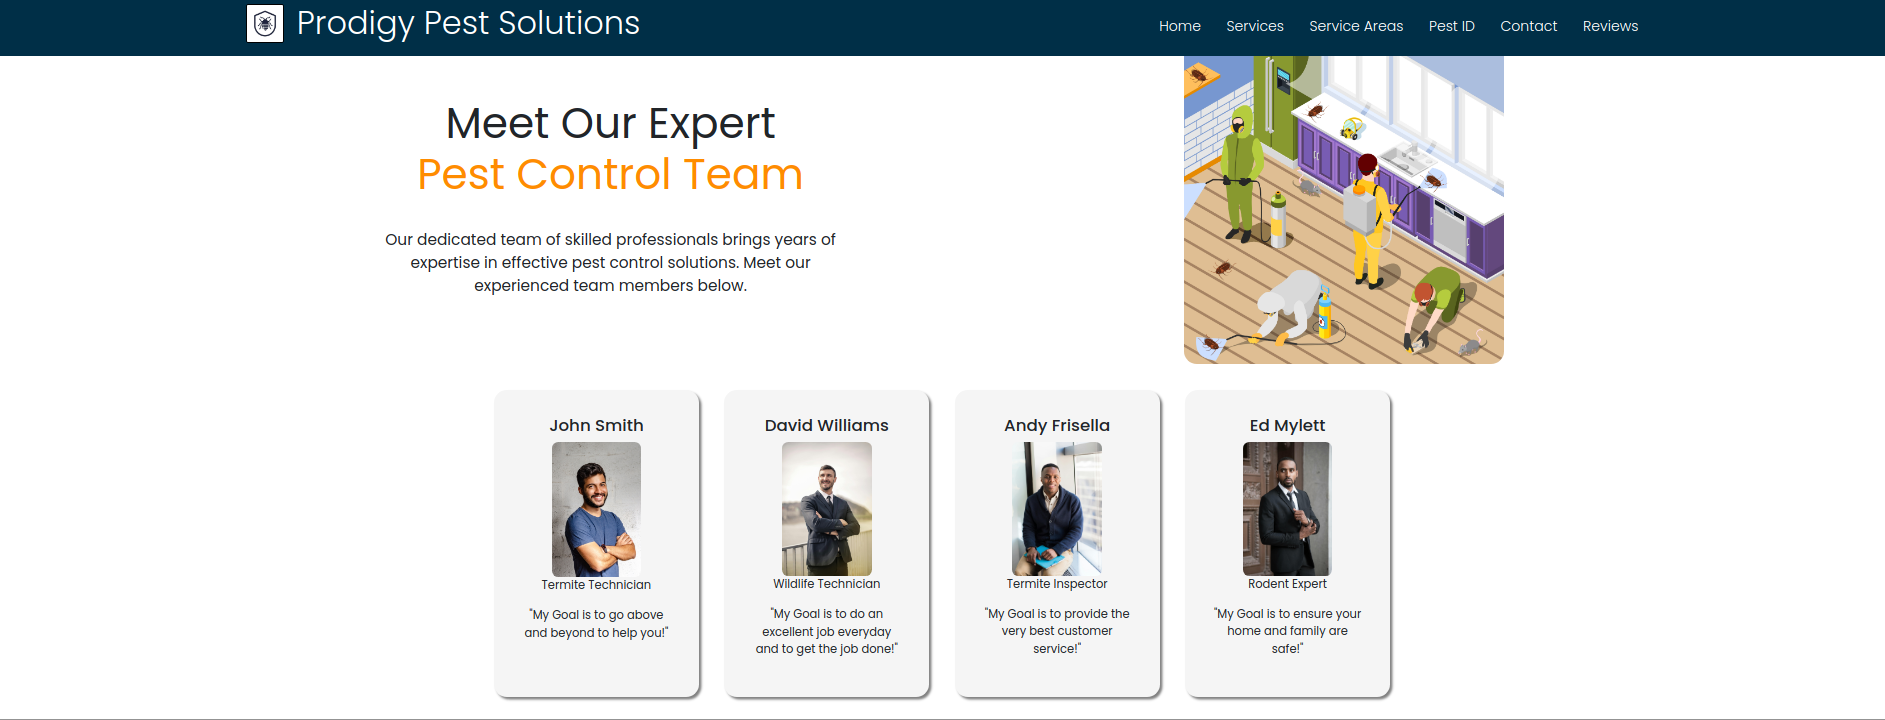 Prodigy Pest Solutions
Home Services Service Areas Pest ID Contact Reviews
Meet Our Expert
Pest Control Team
Our dedicated team of skilled professionals brings years of
expertise in effective pest control solutions. Meet our
experienced team members below.
John Smith
Termite Technician
"My Goal is to go above
and beyond to help you!"
David Williams
Wildlife Technician
"My Goal is to do an
excellent job everyday
and to get the job done!"
Andy Frisella
Termite Inspector
"My Goal is to provide the
very best customer
service!"
Ed Mylett
Rodent Expert
"My Goal is to ensure your
home and family are
safe!"